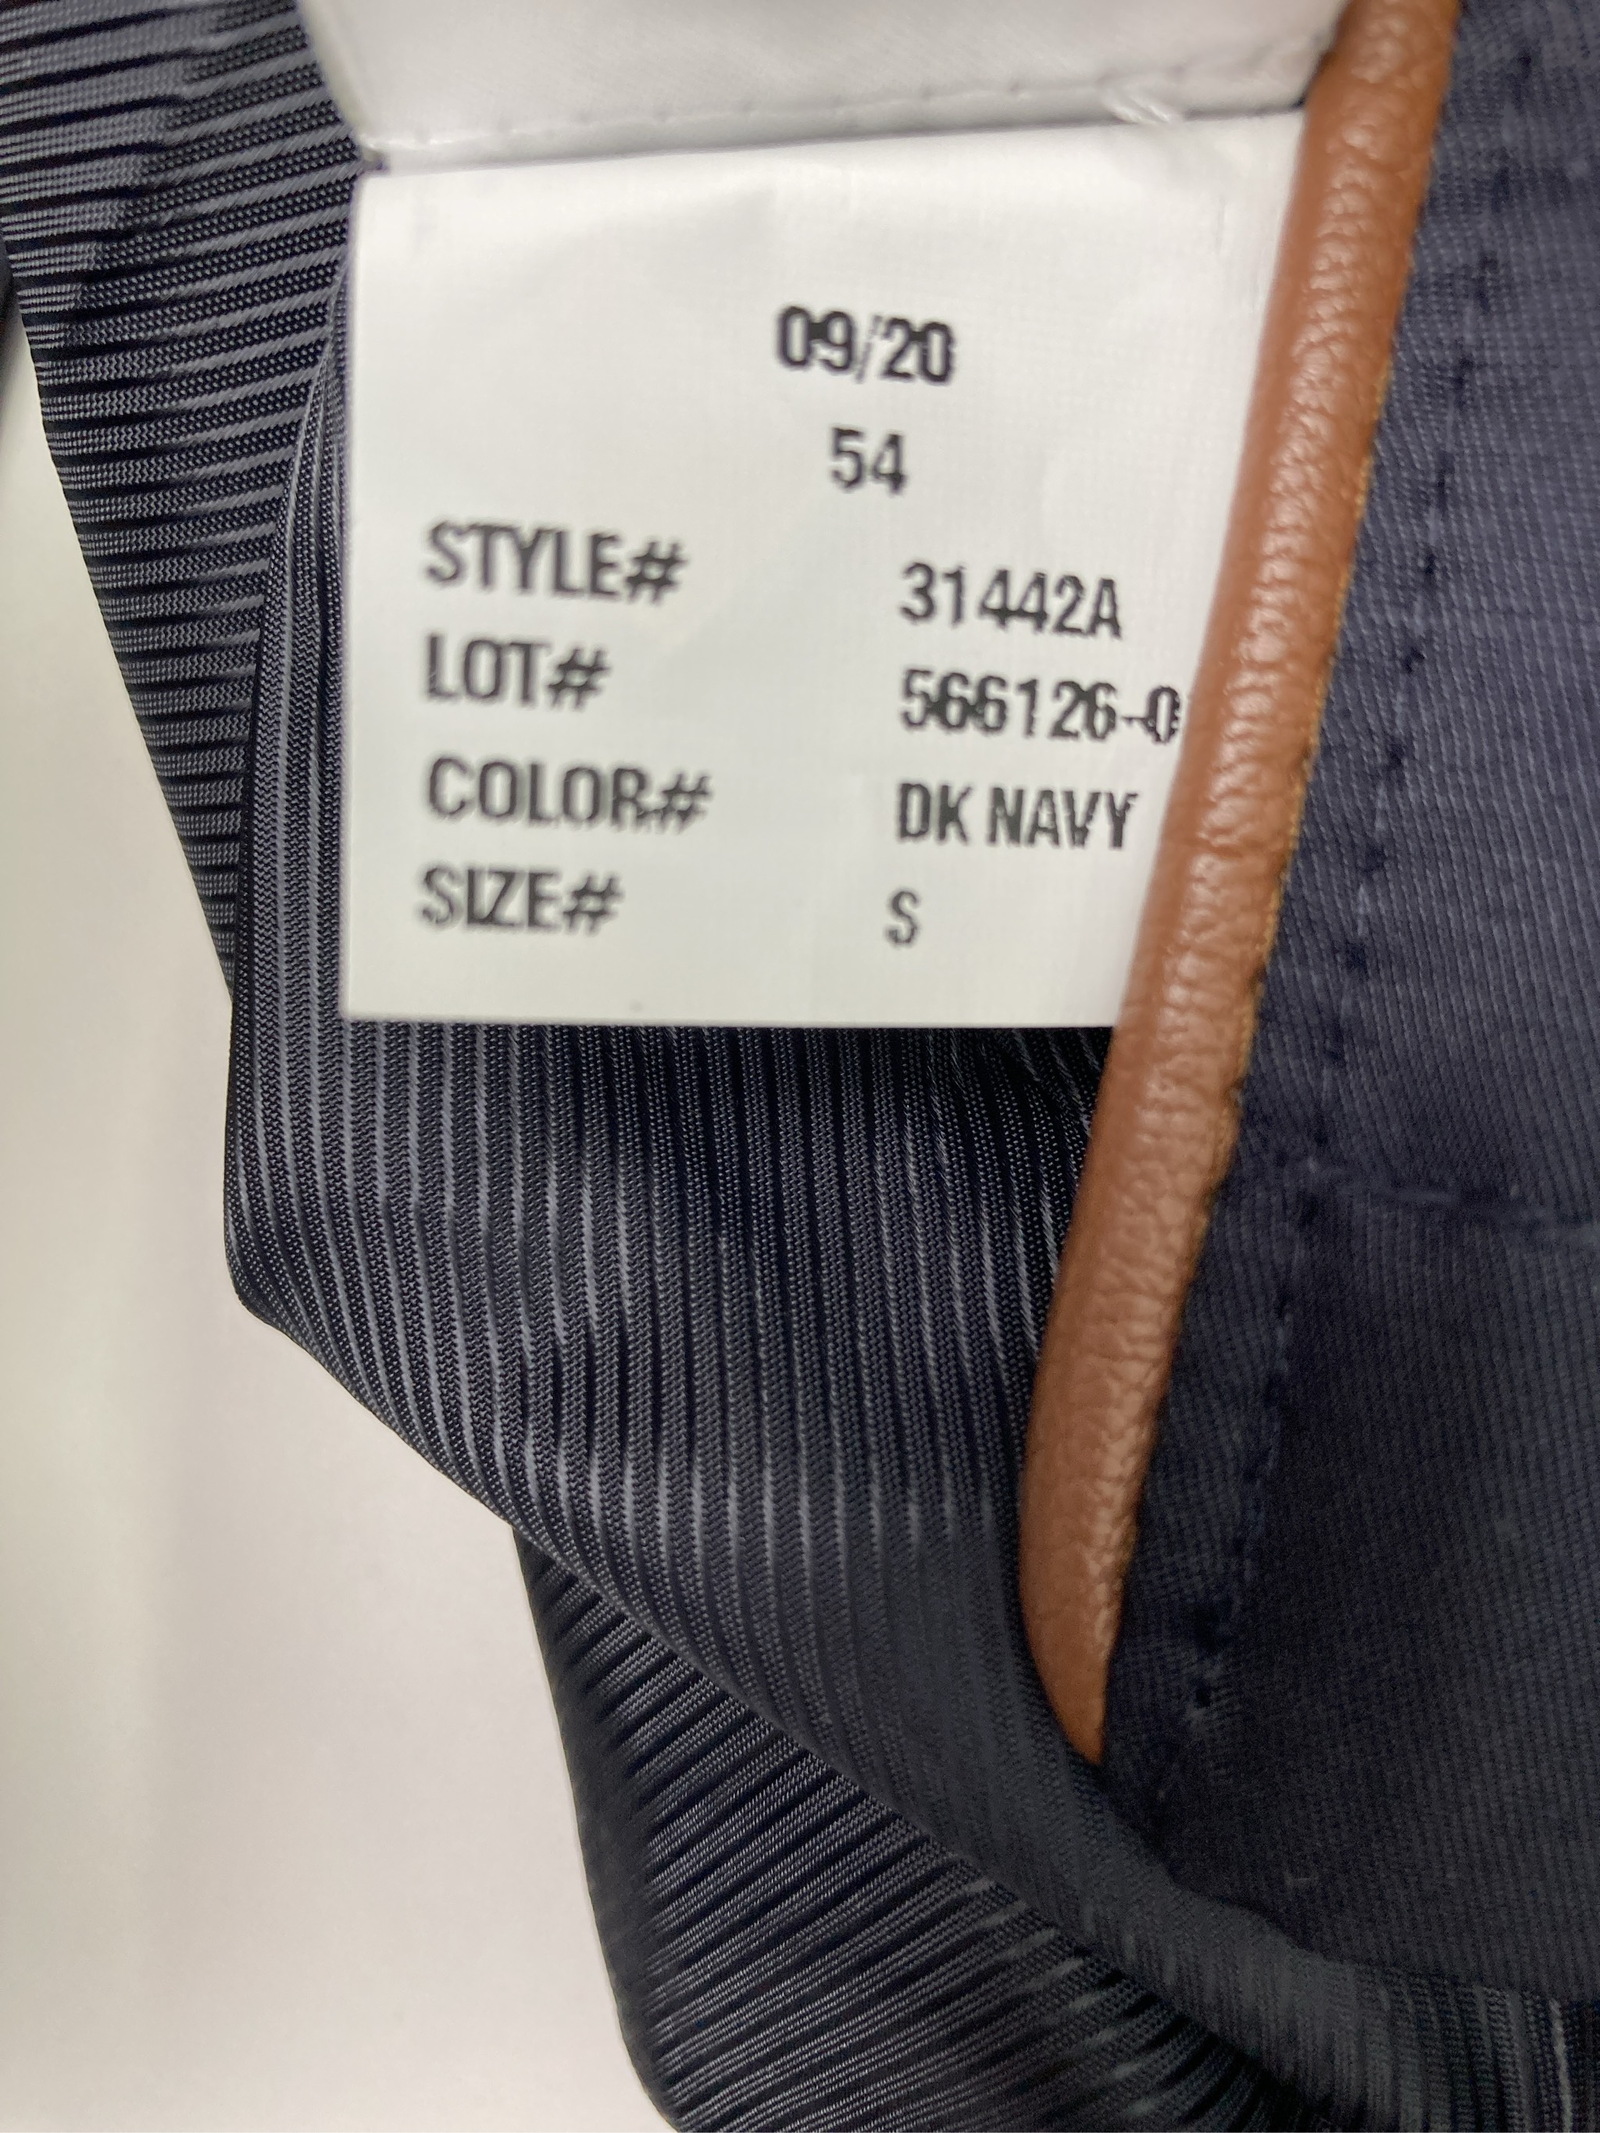 09/20
54
STYLE# 31442A
LOT# 566126-0
COLOR# DK NAVY
SIZE# S